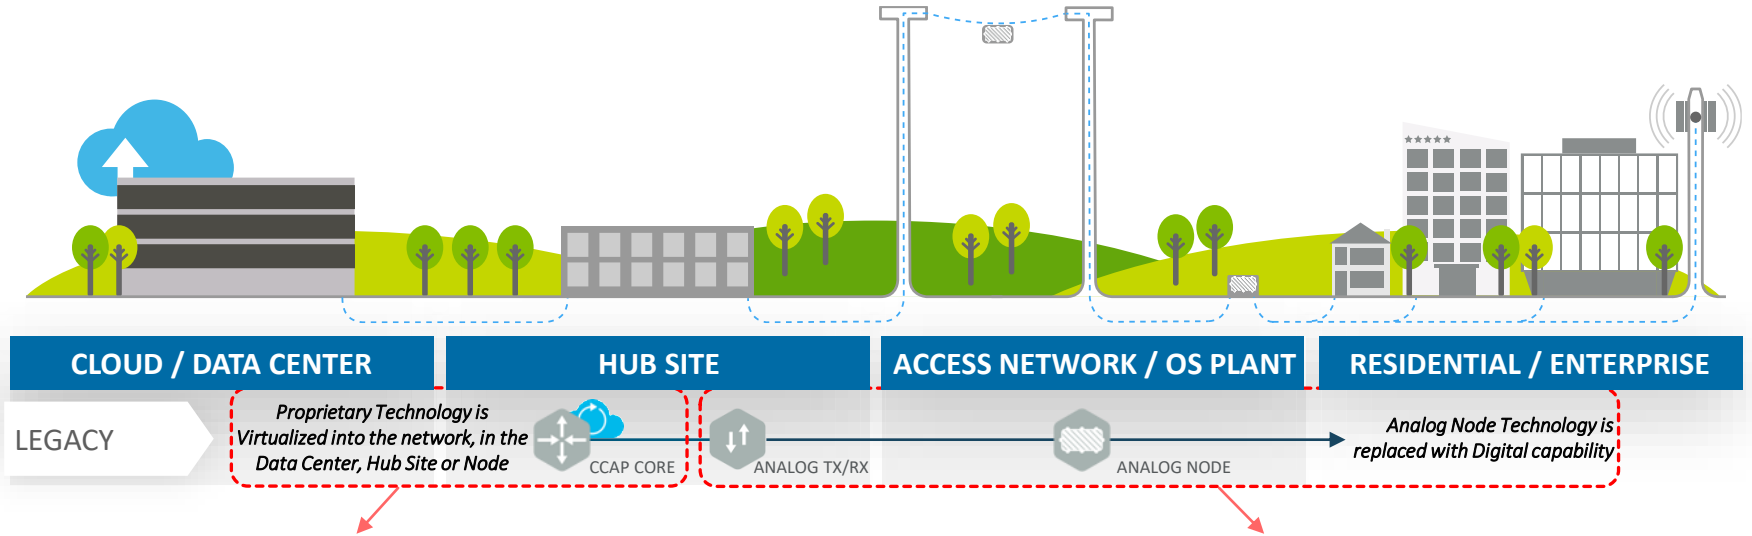 CLOUD / DATA CENTER
HUB SITE
ACCESS NETWORK / OS PLANT
RESIDENTIAL / ENTERPRISE
LEGACY
Proprietary Technology is
Virtualized into the network, in the
Data Center, Hub Site or Node
CCAP CORE
ANALOG TX/RX
ANALOG NODE
Analog Node Technology is
replaced with Digital capability